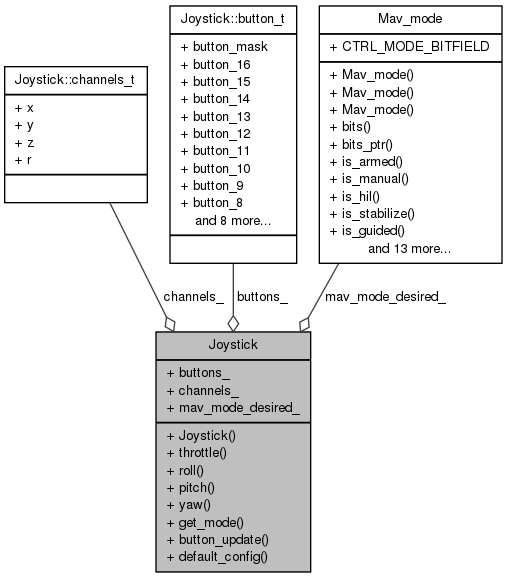 Joystick::channels_t
+ x
+ y
+ z
+ r
Joystick::button_t
+ button_mask
+ button_16
+ button_15
+ button_14
+ button_13
+ button_12
+ button_11
+ button_10
+ button_9
+ button_8
and 8 more...
Mav_mode
+ CTRL_MODE_BITFIELD
+ Mav_mode()
+ Mav_mode()
+ Mav_mode()
+ bits()
+ bits_ptr()
+ is_armed()
+ is_manual()
+ is_hil()
+ is_stabilize()
+ is_guided()
and 13 more...
channels_
buttons_
mav_mode_desired_
Joystick
+ buttons_
+ channels_
+ mav_mode_desired_
+ Joystick()
+ throttle()
+ roll()
+ pitch()
+ yaw()
+ get_mode()
+ button_update()
+ default_config()